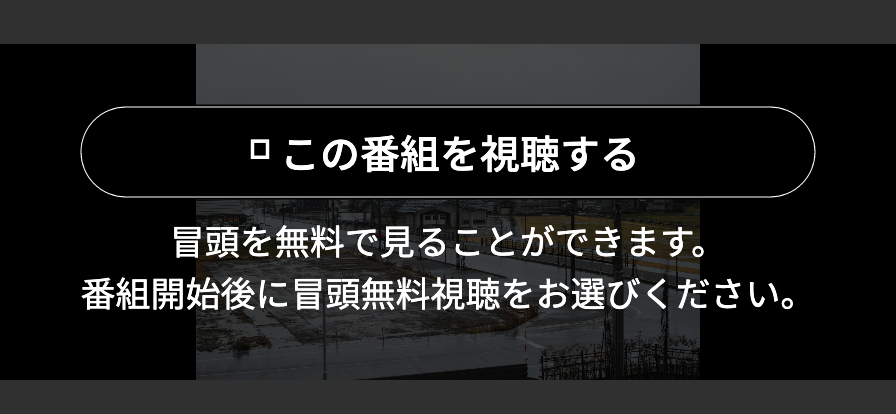 この番組を視聴する
冒頭を無料で見ることができます。
番組開始後に冒頭無料視聴をお選びください。